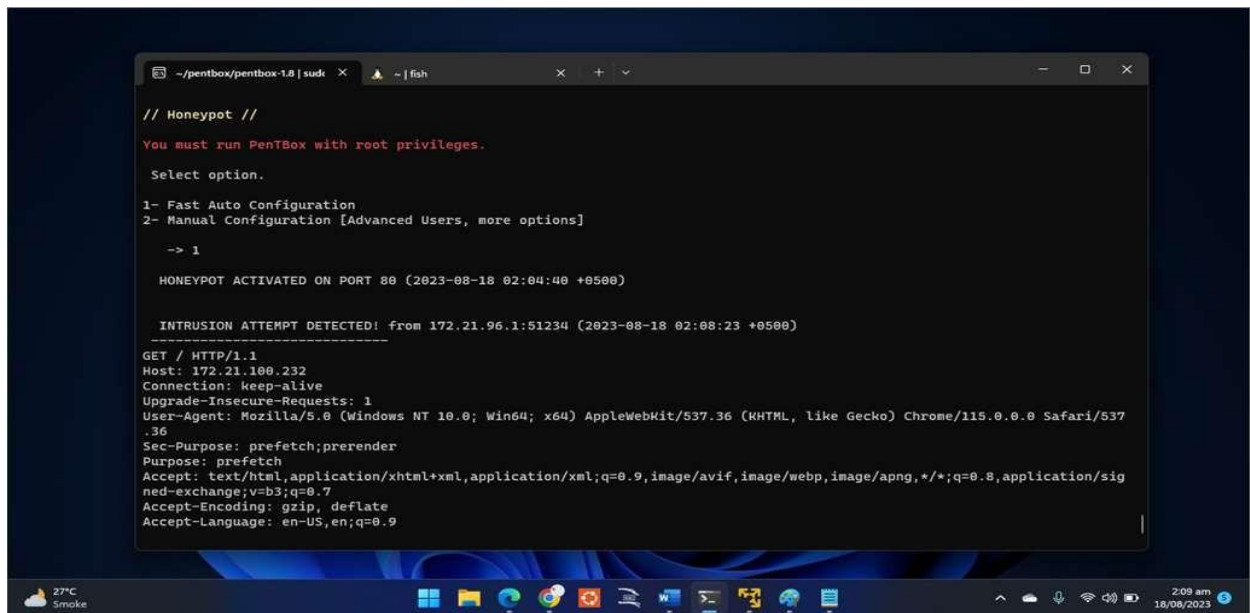 ~/pentbox/pentbox-1.8 | sudo
~ | fish
// Honeypot //
You must run PenTBox with root privileges.
Select option.
1- Fast Auto Configuration
2- Manual Configuration [Advanced Users, more options]
-> 1
HONEYPOT ACTIVATED ON PORT 80 (2023-08-18 02:04:40 +0500)
INTRUSION ATTEMPT DETECTED! from 172.21.96.1:51234 (2023-08-18 02:08:23 +0500)
-----------------------------
GET / HTTP/1.1
Host: 172.21.100.232
Connection: keep-alive
Upgrade-Insecure-Requests: 1
User-Agent: Mozilla/5.0 (Windows NT 10.0; Win64; x64) AppleWebKit/537.36 (KHTML, like Gecko) Chrome/115.0.0.0 Safari/537
.36
Sec-Purpose: prefetch;prerender
Purpose: prefetch
Accept: text/html,application/xhtml+xml,application/xml;q=0.9,image/avif,image/webp,image/apng,*/*;q=0.8,application/sig
ned-exchange;v=b3;q=0.7
Accept-Encoding: gzip, deflate
Accept-Language: en-US,en;q=0.9
27°C
Smoke
2:09 am
18/08/2023